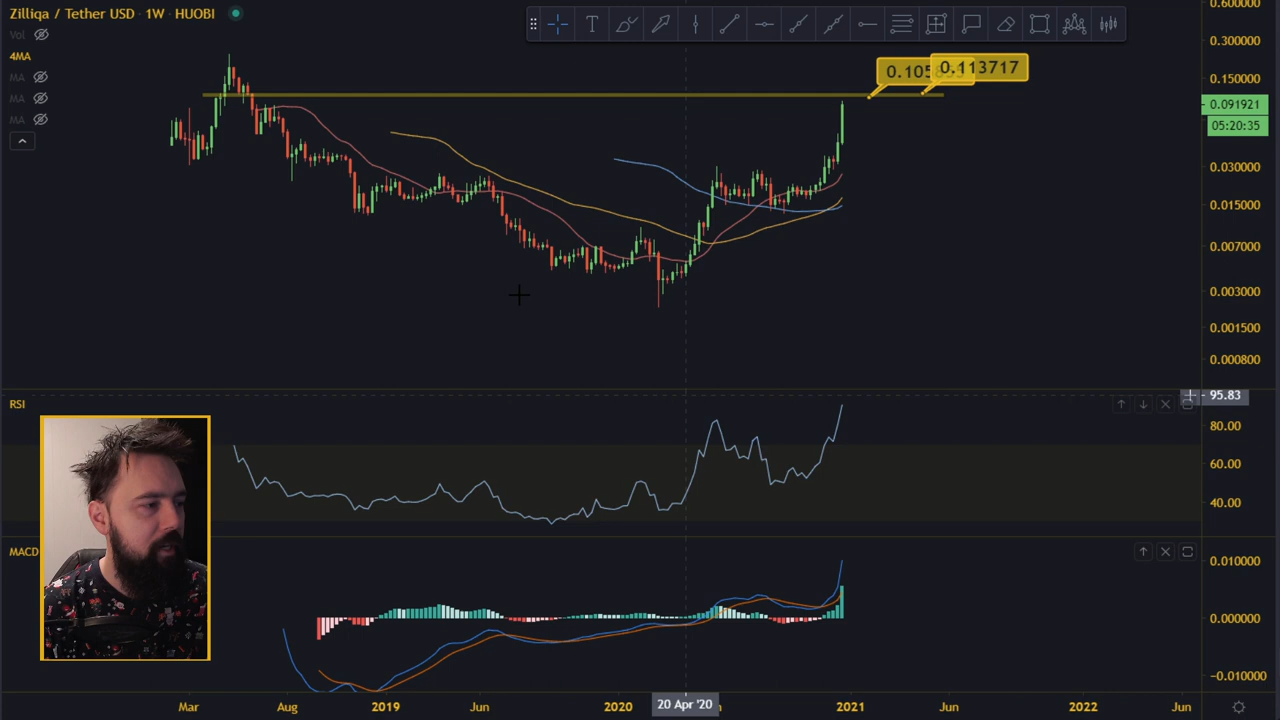 Zilliqa / Tether USD · 1W · HUOBI
Vol
4MA
MA
MA
MA
T
0.113717
0.600000
0.300000
0.150000
0.091921
05:20:35
0.030000
0.015000
0.007000
0.003000
0.001500
0.000800
RSI
95.83
80.00
60.00
40.00
MACD
0.010000
0.000000
-0.010000
Mar
Aug
2019
Jun
2020
20 Apr '20
2021
Jun
2022
Jun